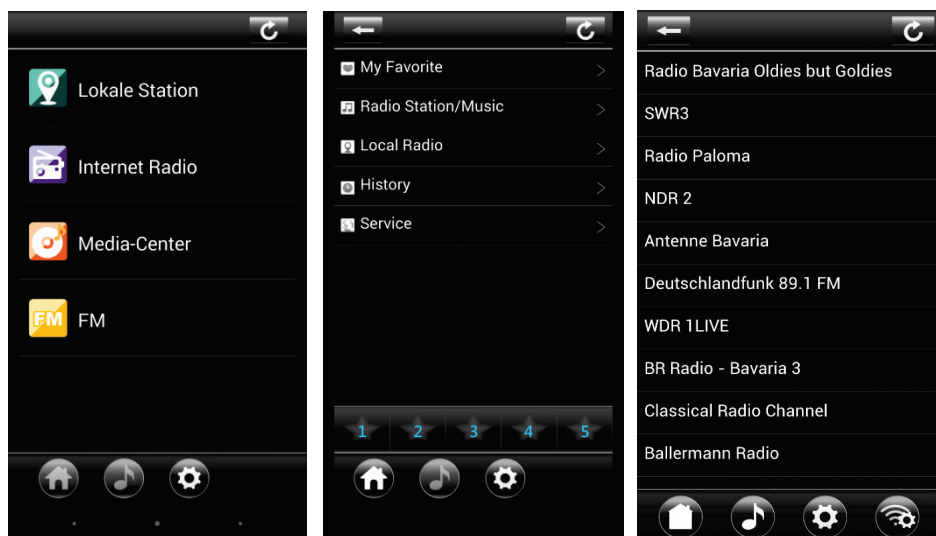 Lokale Station
Internet Radio
Media-Center
FM FM
My Favorite
Radio Station/Music
Local Radio
History
Service
1 2 3 4 5
Radio Bavaria Oldies but Goldies
SWR3
Radio Paloma
NDR 2
Antenne Bavaria
Deutschlandfunk 89.1 FM
WDR 1LIVE
BR Radio - Bavaria 3
Classical Radio Channel
Ballermann Radio